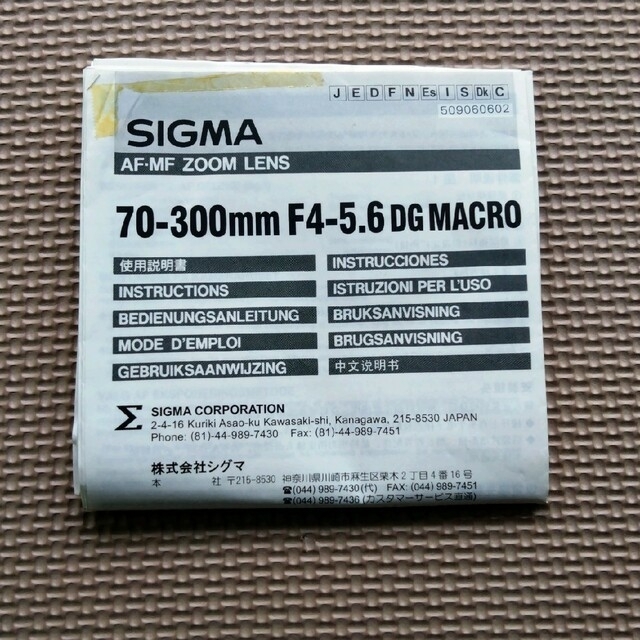 J E D F N Es I S Dk C
509060602
SIGMA
AF·MF ZOOM LENS
70-300mm F4-5.6 DG MACRO
使用説明書
INSTRUCTIONS
BEDIENUNGSANLEITUNG
MODE D'EMPLOI
GEBRUIKSAANWIJZING
INSTRUCCIONES
ISTRUZIONI PER L'USO
BRUKSANVISNING
BRUGSANVISNING
中文说明书
Σ SIGMA CORPORATION
2-4-16 Kuriki Asao-ku Kawasaki-shi, Kanagawa, 215-8530 JAPAN
Phone: (81)-44-989-7430 Fax: (81)-44-989-7451
株式会社シグマ
本 社 〒215-8530 神奈川県川崎市麻生区栗木2丁目4番16号
☎(044) 989-7430(代) FAX: (044) 989-7451
☎(044) 989-7436 (カスタマーサービス直通)